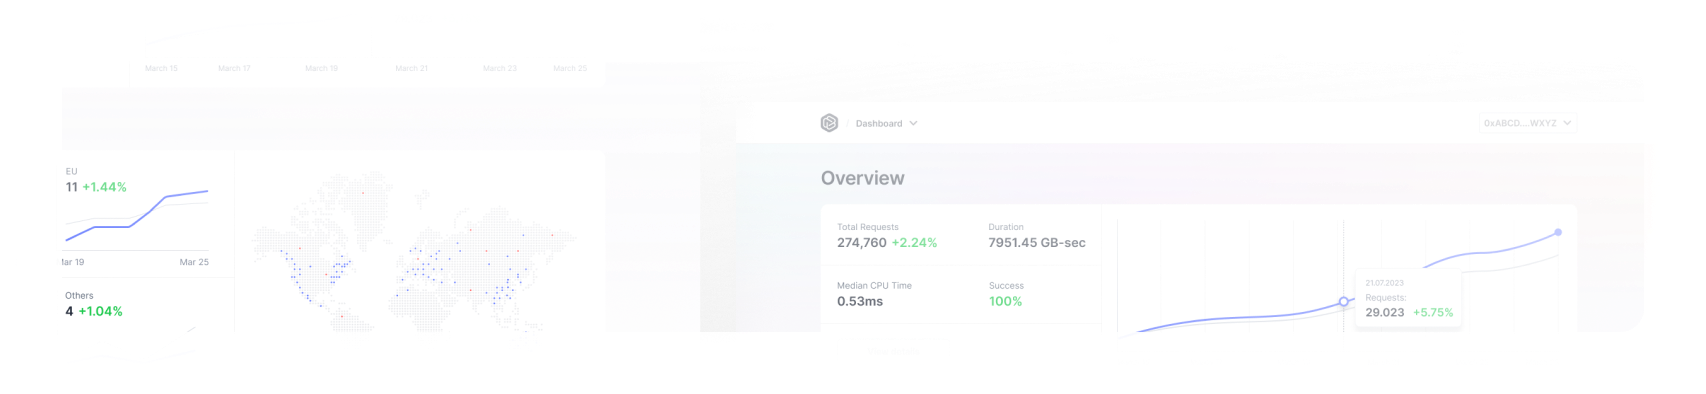 March 15 March 17 March 19 March 21 March 23 March 25
EU
11 +1.44%
Mar 19 Mar 25
Others
4 +1.04%
/ Dashboard
0xABCD...WXYZ
Overview
Total Requests
274,760 +2.24%
Duration
7951.45 GB-sec
Median CPU Time
0.53ms
Success
100%
21.07.2023
Requests:
29.023 +5.75%